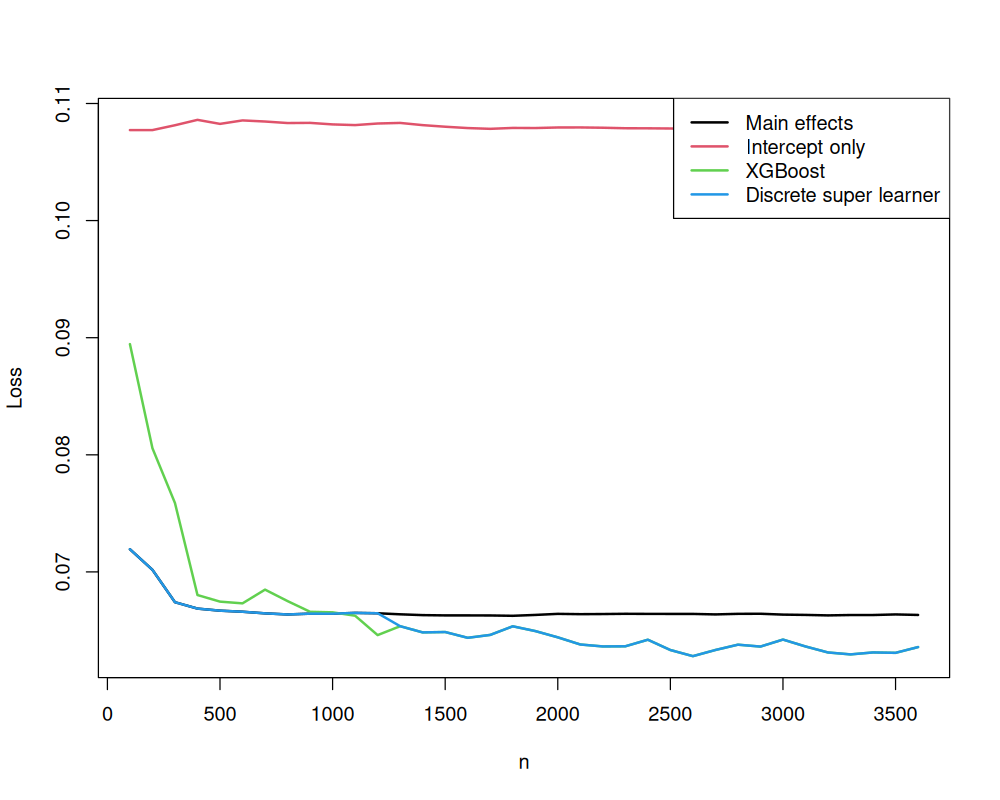 0.11
0.10
0.09
0.08
0.07
Loss
0 500 1000 1500 2000 2500 3000 3500
n
Main effects
Intercept only
XGBoost
Discrete super learner